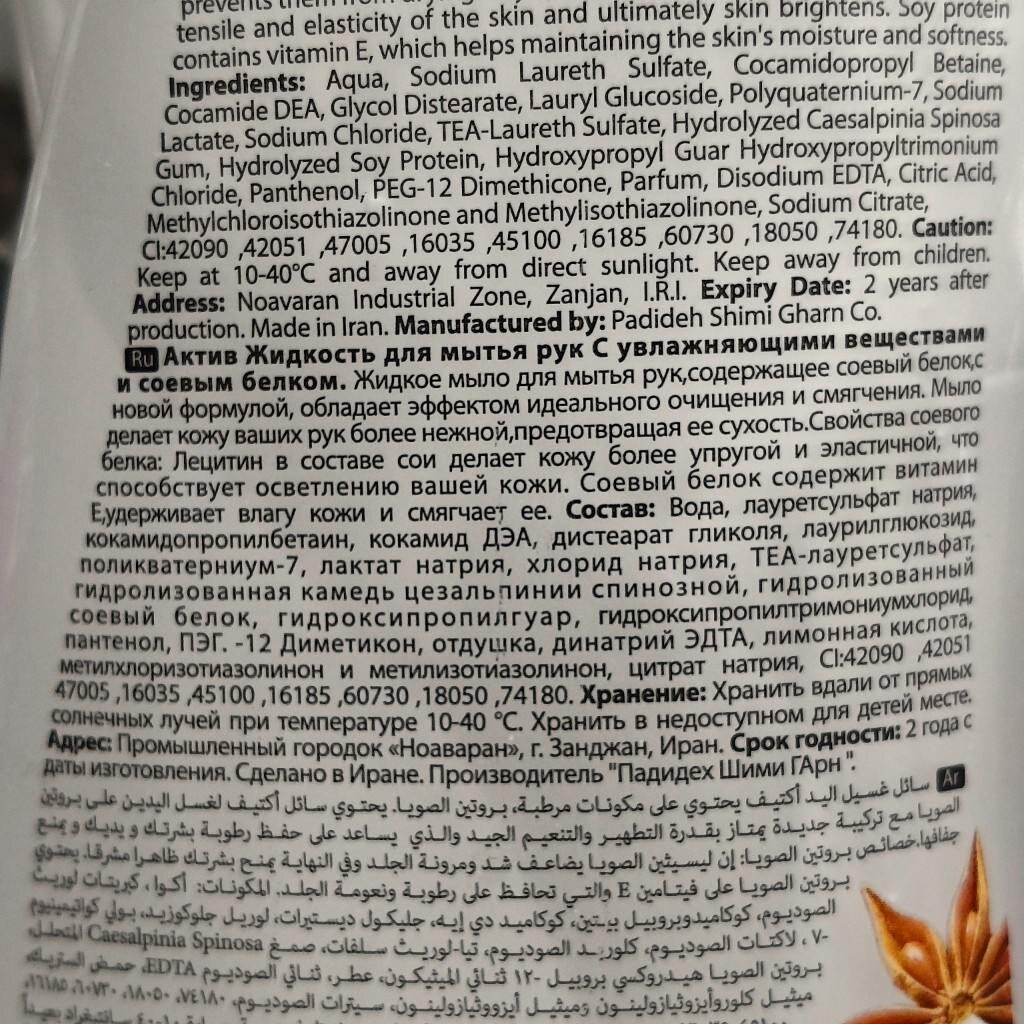 prevents them from
tensile and elasticity of the skin and ultimately skin brightens. Soy protein
contains vitamin E, which helps maintaining the skin's moisture and softness.
Ingredients: Aqua, Sodium Laureth Sulfate, Cocamidopropyl Betaine,
Cocamide DEA, Glycol Distearate, Lauryl Glucoside, Polyquaternium-7, Sodium
Lactate, Sodium Chloride, TEA-Laureth Sulfate, Hydrolyzed Caesalpinia Spinosa
Gum, Hydrolyzed Soy Protein, Hydroxypropyl Guar Hydroxypropyltrimonium
Chloride, Panthenol, PEG-12 Dimethicone, Parfum, Disodium EDTA, Citric Acid,
Methylchloroisothiazolinone and Methylisothiazolinone, Sodium Citrate,
CI:42090 ,42051 ,47005 ,16035 ,45100 ,16185 ,60730 ,18050 ,74180. Caution:
Keep at 10-40°C and away from direct sunlight. Keep away from children.
Address: Noavaran Industrial Zone, Zanjan, I.R.I. Expiry Date: 2 years after
production. Made in Iran. Manufactured by: Padideh Shimi Gharn Co.
Ru Актив Жидкость для мытья рук С увлажняющими веществами
и соевым белком. Жидкое мыло для мытья рук,содержащее соевый белок,с
новой формулой, обладает эффектом идеального очищения и смягчения. Мыло
делает кожу ваших рук более нежной,предотвращая ее сухость.Свойства соевого
белка: Лецитин в составе сои делает кожу более упругой и эластичной, что
способствует осветлению вашей кожи. Соевый белок содержит витамин
Е,удерживает влагу кожи и смягчает ее. Состав: Вода, лауретсульфат натрия,
кокамидопропилбетаин, кокамид ДЭА, дистеарат гликоля, лаурилглюкозид,
поликватерниум-7, лактат натрия, хлорид натрия, ТЕА-лауретсульфат,
гидролизованная камедь цезальпинии спинозной, гидролизованный
соевый белок, гидроксипропилгуар, гидроксипропилтримониумхлорид,
пантенол, ПЭГ. -12 Диметикон, отдушка, динатрий ЭДТА, лимонная кислота,
метилхлоризотиазолинон и метилизотиазолинон, цитрат натрия, CI:42090 ,42051
47005 ,16035 ,45100 ,16185 ,60730 ,18050 ,74180. Хранение: Хранить вдали от прямых
солнечных лучей при температуре 10-40 °C. Хранить в недоступном для детей месте.
Адрес: Промышленный городок «Ноаваран», г. Занджан, Иран. Срок годности: 2 года с
даты изготовления. Сделано в Иране. Производитель "Падидех Шими ГАрн ".
Ar سائل غسيل اليد أكتيف يحتوي على مكونات مرطبة، بروتين الصويا. يحتوي سائل أكتيف لغسل اليدين على بروتين
الصويا مع تركيبة جديدة يمتاز بقدرة التطهير والتنعيم الجيد والذي يساعد على حفظ رطوبة بشرتك و يديك و يمنع
جفافها.خصائص بروتين الصويا: إن ليسيثين الصويا يضاعف شد ومرونة الجلد وفي النهاية يمنح بشرتك ظاهرا مشرقا. يحتوي
بروتين الصويا على فيتامين E والتي تحافظ على رطوبة ونعومة الجلد. المكونات: أكوا، كبريتات لوريث
الصوديوم، كوكاميدوبروبيل بيتين، كوكاميد دي إيه، جليكول ديستيرات، لوريل جلوكوزيد، بولي كواتيمينيوم
-٧ ، لاكتات الصوديوم، كلوريد الصوديوم، تيا-لوريث سلفات، صمغ Caesalpinia Spinosa المتحلل،
بروتين الصويا هيدروكسي بروبيل -١٢ ثنائي الميثيكون، عطر، ثنائي الصوديوم EDTA، حمض الستريك،
ميثيل كلوروأيزوثيازولينون وميثيل أيزووثيازولينون، سيترات الصوديوم، ٧٤١٨٠، ١٨٠٥٠، ٦٠٧٣٠، ١٦١٨٥،